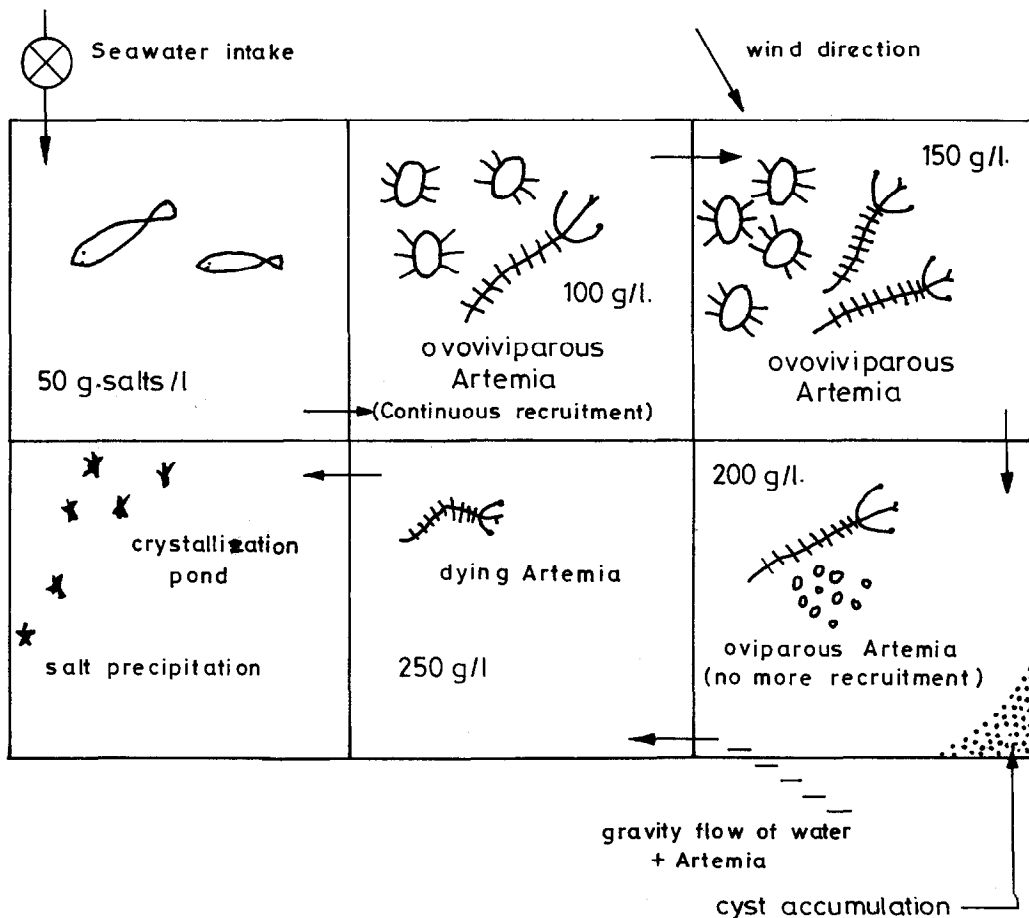 Seawater intake
wind direction
50 g.salts/l
100 g/l.
ovoviviparous
Artemia
(Continuous recruitment)
150 g/l.
ovoviviparous
Artemia
crystallization
pond
salt precipitation
dying Artemia
250 g/l
200 g/l.
oviparous Artemia
(no more recruitment)
gravity flow of water
+ Artemia
cyst accumulation